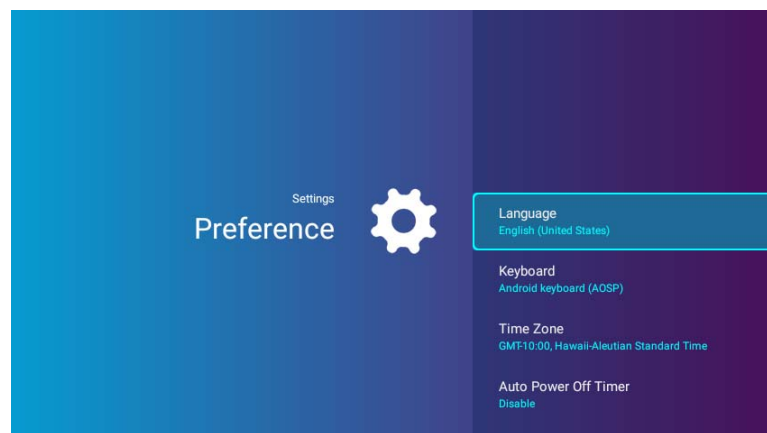 Settings
Preference
Language
English (United States)
Keyboard
Android keyboard (AOSP)
Time Zone
GMT-10:00, Hawaii-Aleutian Standard Time
Auto Power Off Timer
Disable